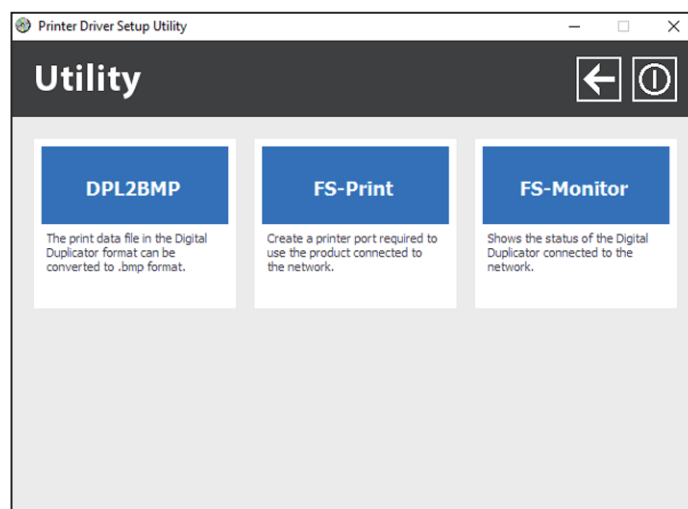 Printer Driver Setup Utility
Utility
DPL2BMP
The print data file in the Digital
Duplicator format can be
converted to .bmp format.
FS-Print
Create a printer port required to
use the product connected to
the network.
FS-Monitor
Shows the status of the Digital
Duplicator connected to the
network.